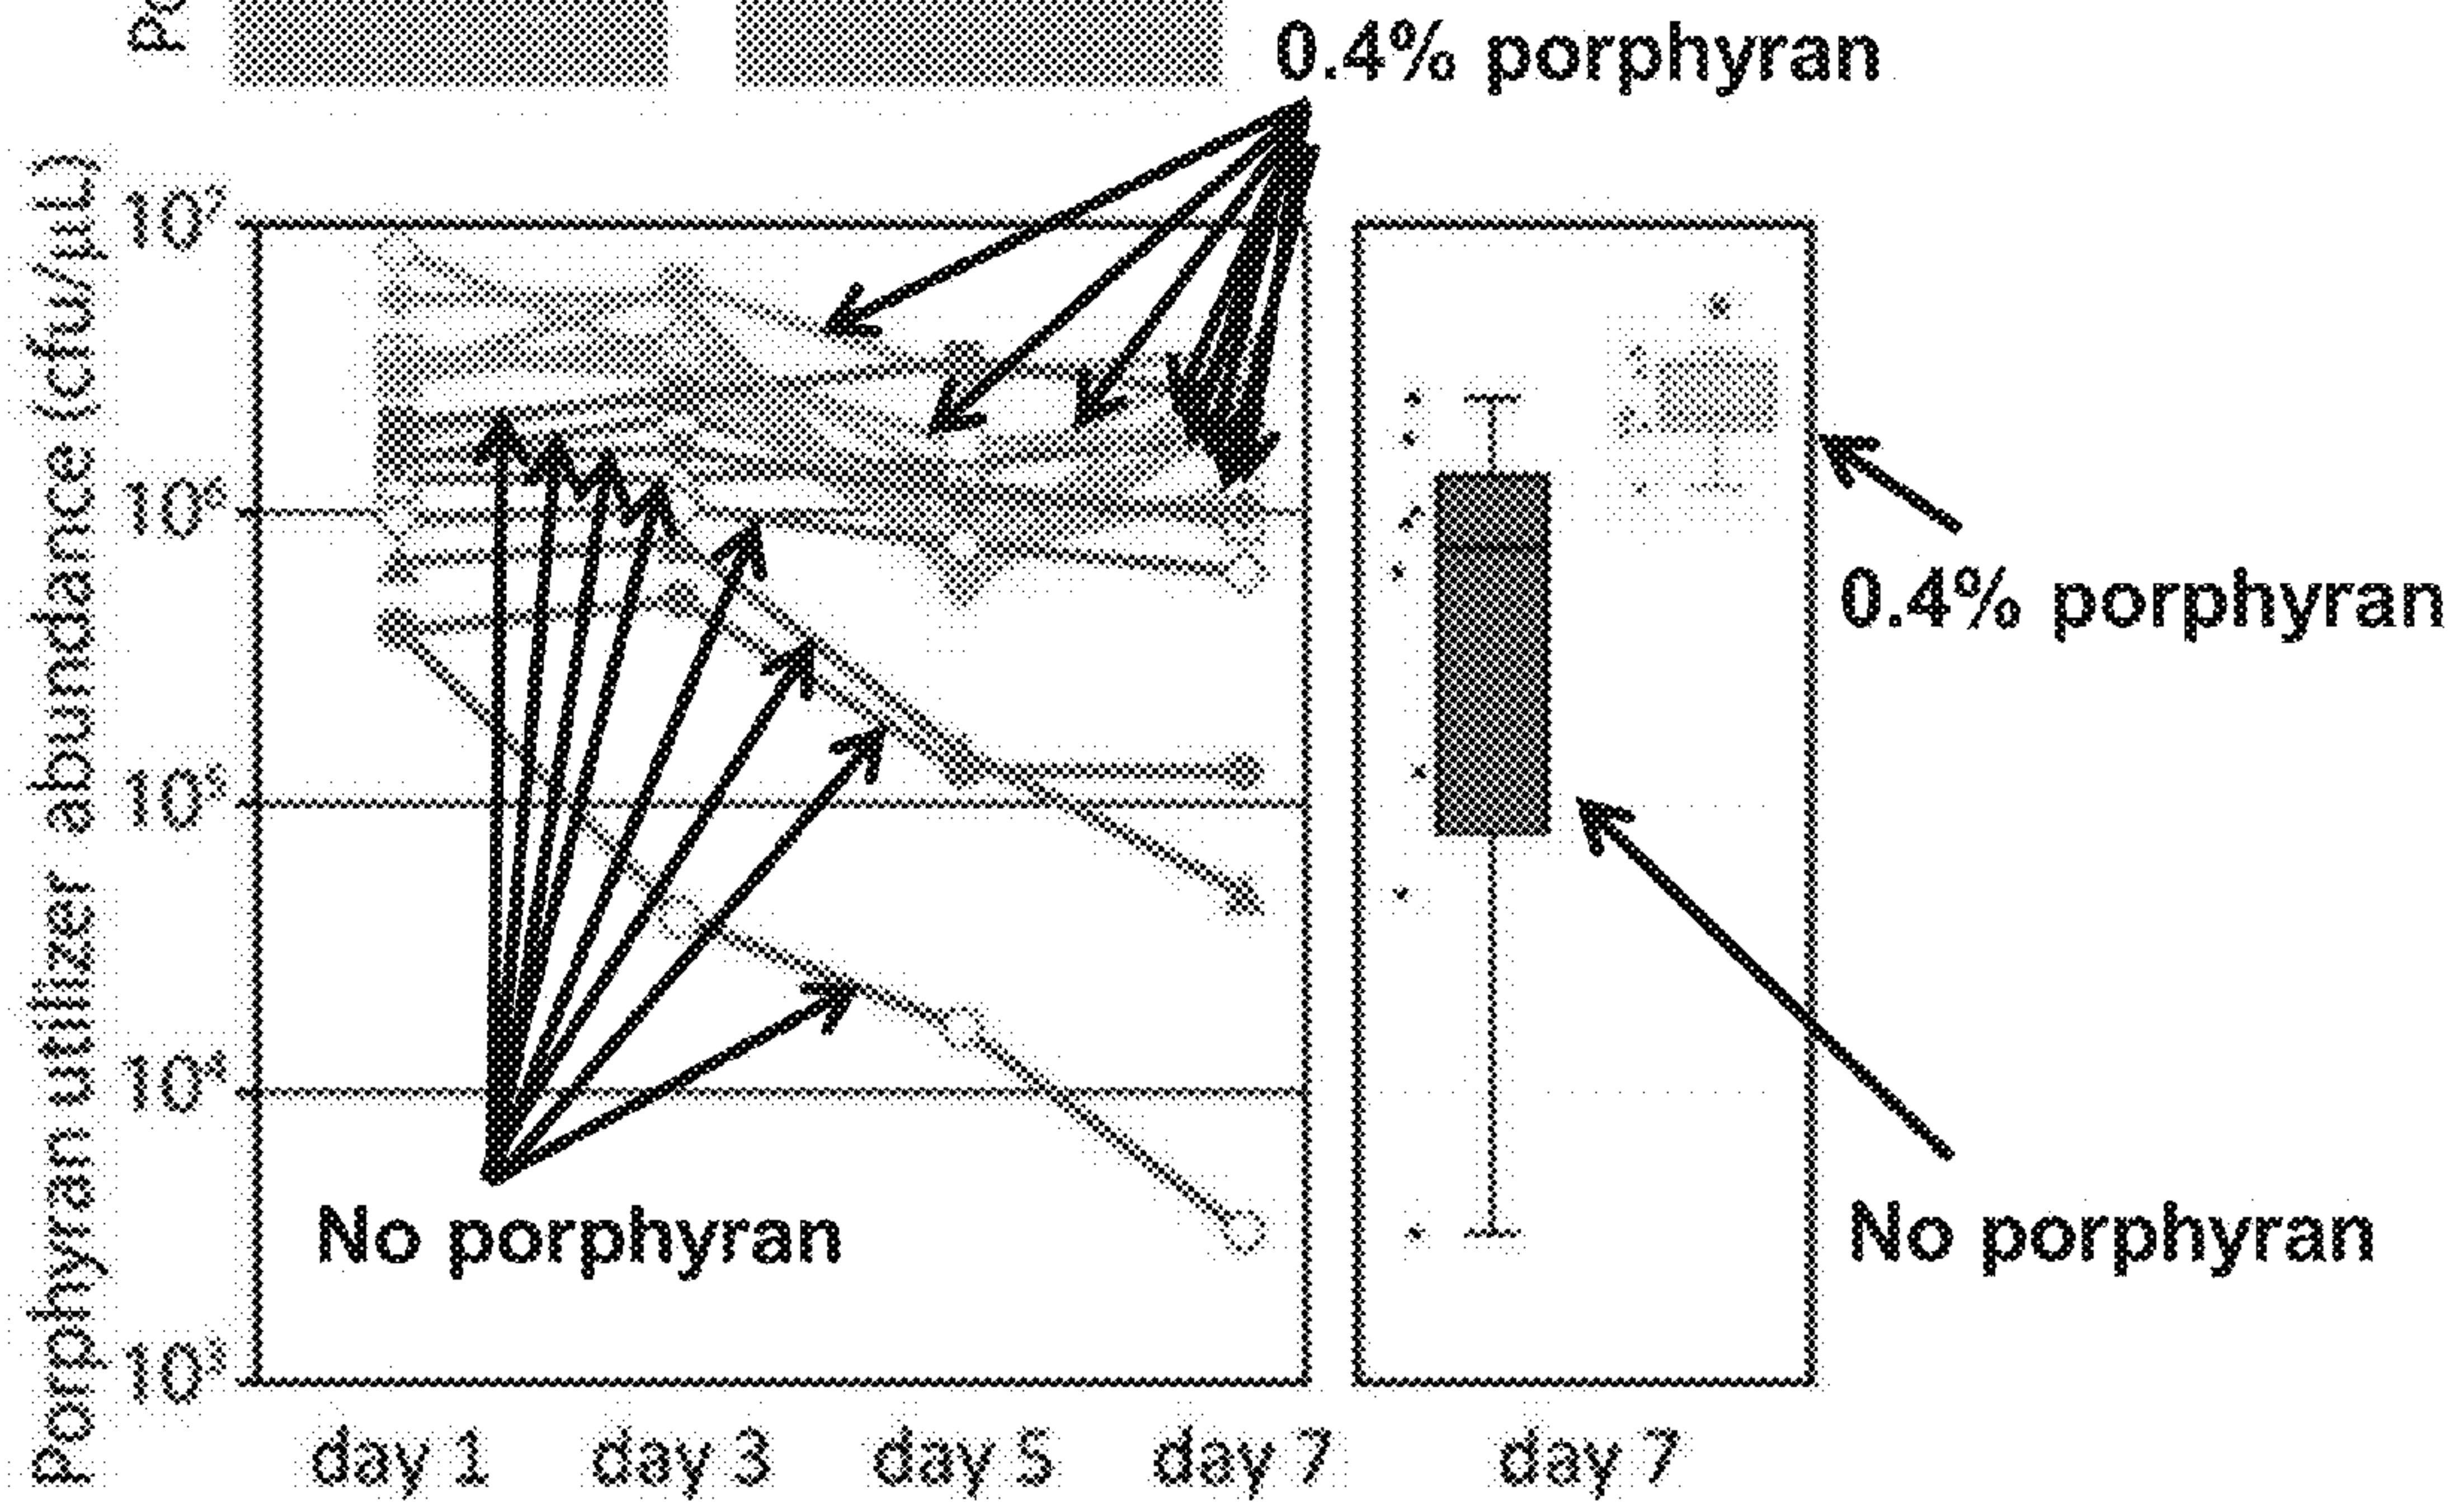 0.4% porphyran
Porphyran utilizer abundance (cfu/µL)
10⁷
10⁶
10⁵
10⁴
10³
0.4% porphyran
No porphyran
No porphyran
day 1 day 3 day 5 day 7 day 7